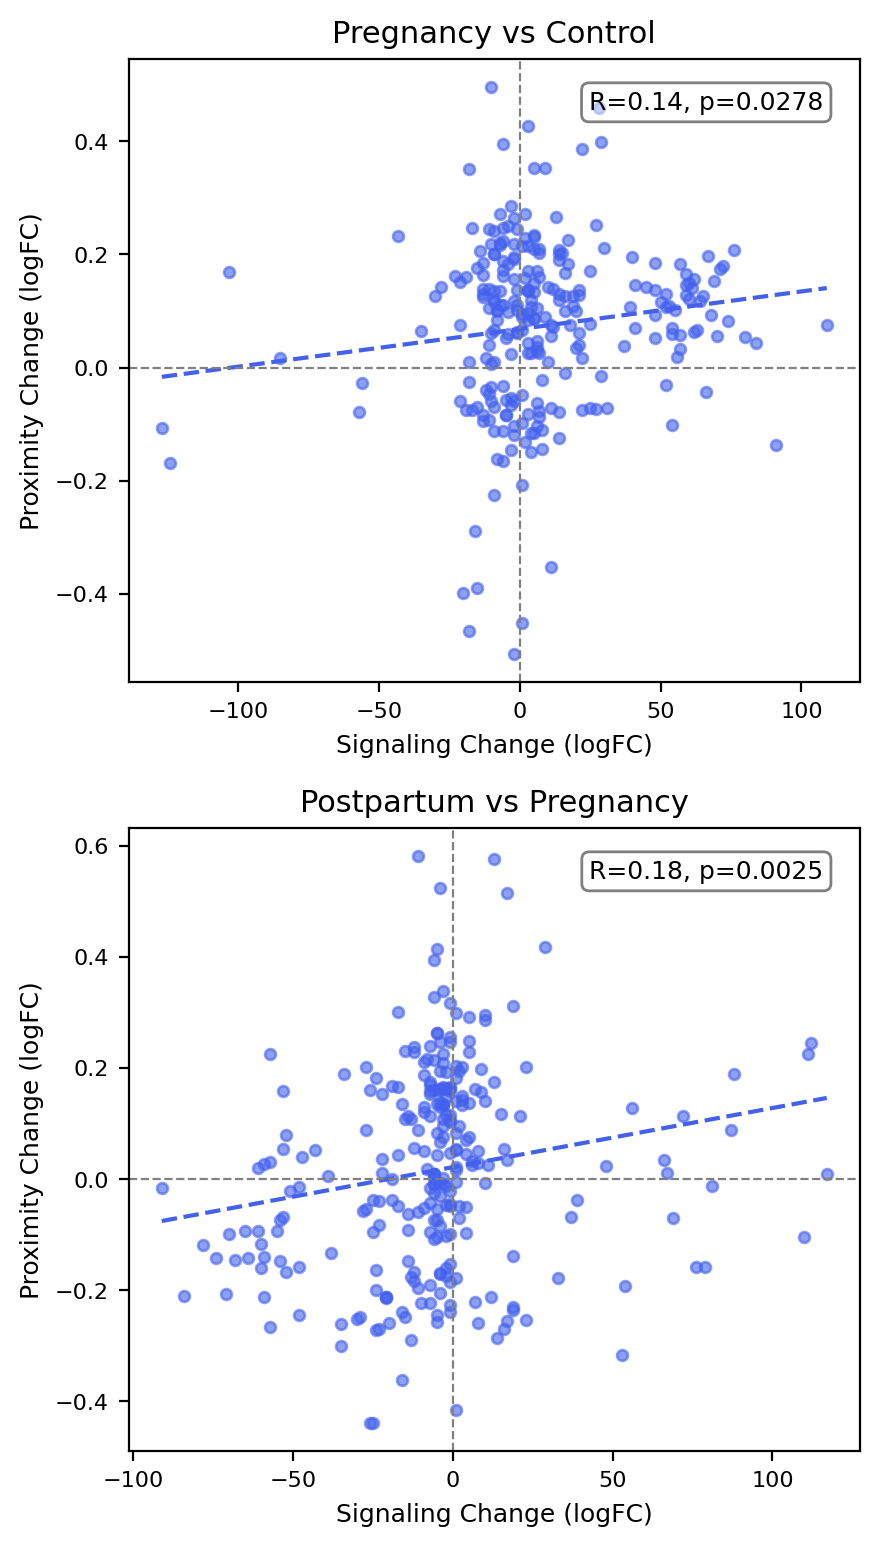 Pregnancy vs Control
R=0.14, p=0.0278
0.4
0.2
0.0
−0.2
−0.4
Proximity Change (logFC)
−100 −50 0 50 100
Signaling Change (logFC)
Postpartum vs Pregnancy
R=0.18, p=0.0025
0.6
0.4
0.2
0.0
−0.2
−0.4
Proximity Change (logFC)
−100 −50 0 50 100
Signaling Change (logFC)